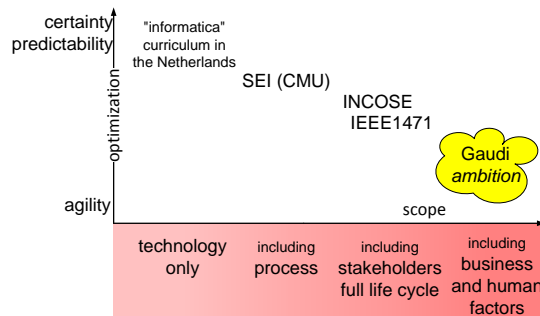 certainty
predictability
"informatica"
curriculum in
the Netherlands
SEI (CMU)
INCOSE
IEEE1471
Gaudi
ambition
optimization
agility
scope
technology
only
including
process
including
stakeholders
full life cycle
including
business
and human
factors